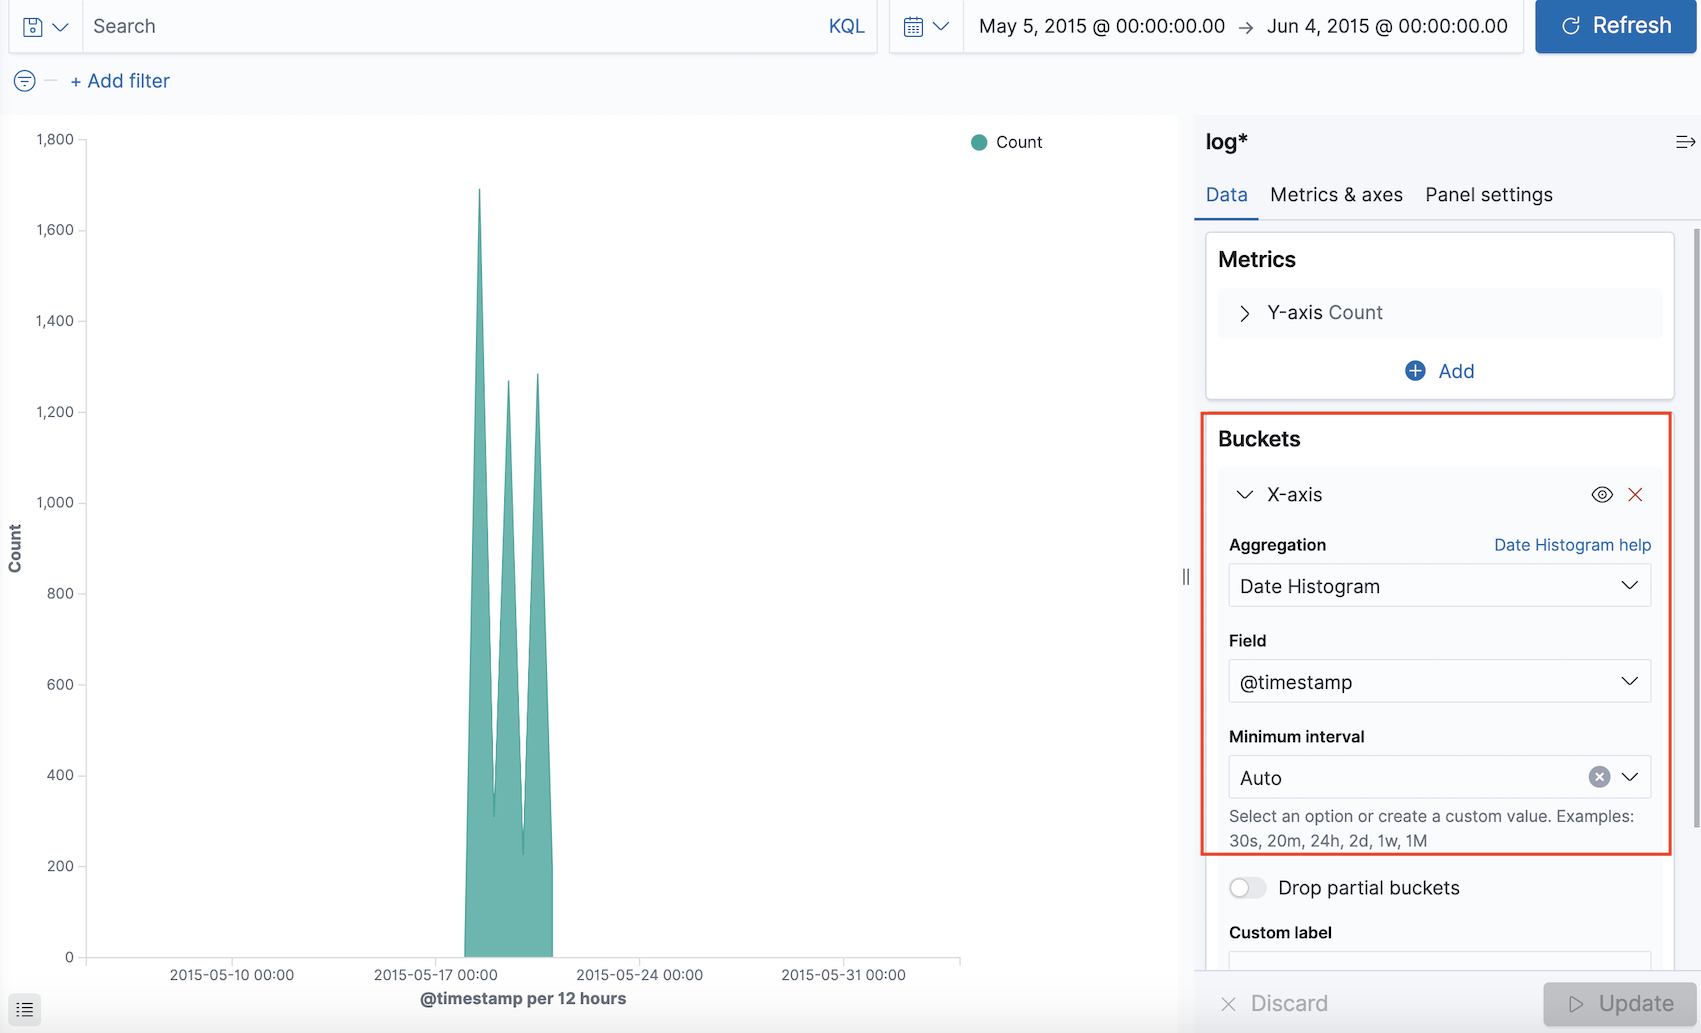 Search
KQL
May 5, 2015 @ 00:00:00.00 → Jun 4, 2015 @ 00:00:00.00
Refresh
+ Add filter
1,800
1,600
1,400
1,200
1,000
800
600
400
200
0
Count
2015-05-10 00:00
2015-05-17 00:00
2015-05-24 00:00
2015-05-31 00:00
@timestamp per 12 hours
Count
log*
Data Metrics & axes Panel settings
Metrics
Y-axis Count
Add
Buckets
X-axis
Aggregation Date Histogram help
Date Histogram
Field
@timestamp
Minimum interval
Auto
Select an option or create a custom value. Examples:
30s, 20m, 24h, 2d, 1w, 1M
Drop partial buckets
Custom label
Discard
Update